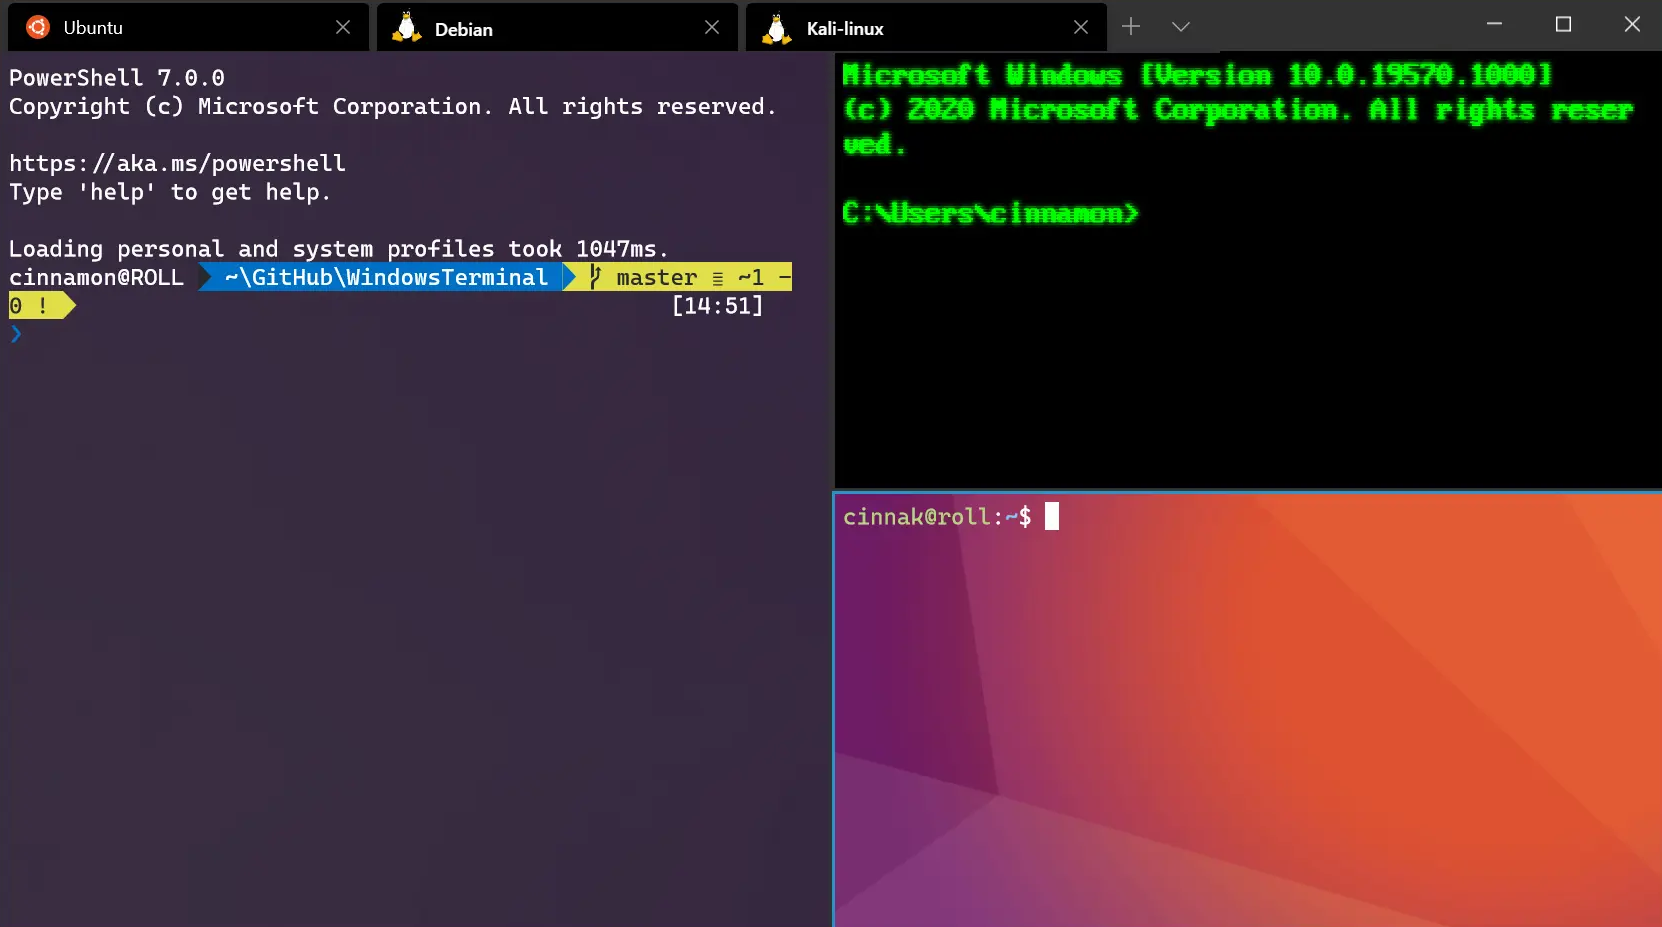 Ubuntu
Debian
Kali-linux
PowerShell 7.0.0
Copyright (c) Microsoft Corporation. All rights reserved.
https://aka.ms/powershell
Type 'help' to get help.
Loading personal and system profiles took 1047ms.
cinnamon@ROLL ~\GitHub\WindowsTerminal master ≡ ~1 -
0 ! [14:51]
❯
Microsoft Windows [Version 10.0.19570.1000]
(c) 2020 Microsoft Corporation. All rights reser
ved.
C:\Users\cinnamon>
cinnak@roll:~$